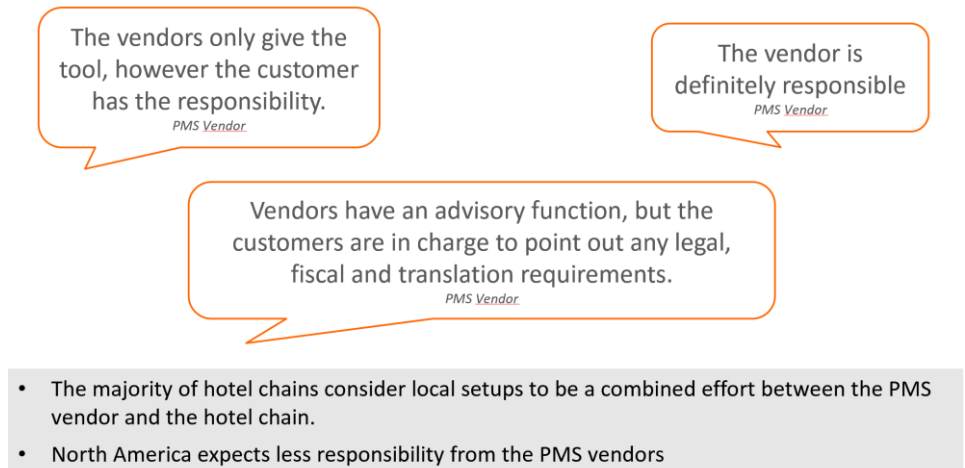 The vendors only give the
tool, however the customer
has the responsibility.
PMS Vendor
The vendor is
definitely responsible
PMS Vendor
Vendors have an advisory function, but the
customers are in charge to point out any legal,
fiscal and translation requirements.
PMS Vendor
• The majority of hotel chains consider local setups to be a combined effort between the PMS
vendor and the hotel chain.
• North America expects less responsibility from the PMS vendors